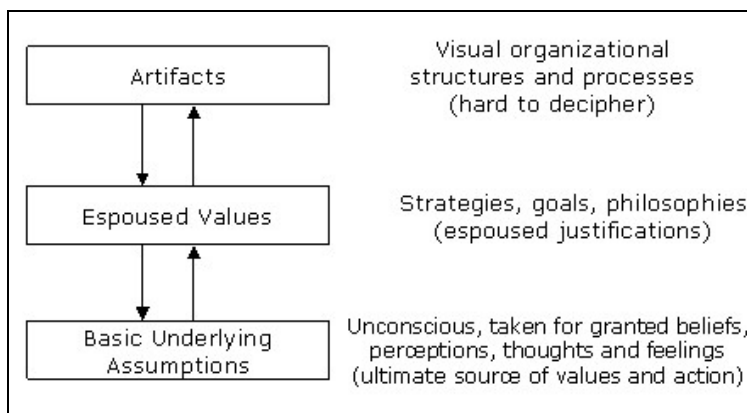 Artifacts
Visual organizational
structures and processes
(hard to decipher)
Espoused Values
Strategies, goals, philosophies
(espoused justifications)
Basic Underlying
Assumptions
Unconscious, taken for granted beliefs,
perceptions, thoughts and feelings
(ultimate source of values and action)